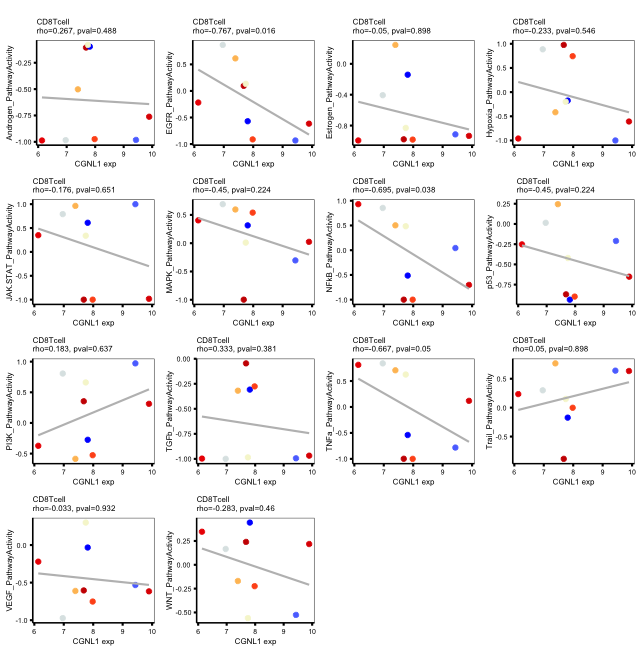 CD8Tcell
rho=0.267, pval=0.488
Androgen_PathwayActivity
-0.25
-0.50
-0.75
-1.00
6 7 8 9 10
CGNL1 exp
CD8Tcell
rho=-0.767, pval=0.016
EGFR_PathwayActivity
0.5
0.0
-0.5
-1.0
6 7 8 9 10
CGNL1 exp
CD8Tcell
rho=-0.05, pval=0.898
Estrogen_PathwayActivity
0.0
-0.4
-0.8
6 7 8 9 10
CGNL1 exp
CD8Tcell
rho=-0.233, pval=0.546
Hypoxia_PathwayActivity
1.0
0.5
0.0
-0.5
-1.0
6 7 8 9 10
CGNL1 exp
CD8Tcell
rho=-0.176, pval=0.651
JAK.STAT_PathwayActivity
1.0
0.5
0.0
-0.5
-1.0
6 7 8 9 10
CGNL1 exp
CD8Tcell
rho=-0.45, pval=0.224
MAPK_PathwayActivity
0.5
0.0
-0.5
-1.0
6 7 8 9 10
CGNL1 exp
CD8Tcell
rho=-0.695, pval=0.038
NFkB_PathwayActivity
1.0
0.5
0.0
-0.5
-1.0
6 7 8 9 10
CGNL1 exp
CD8Tcell
rho=-0.45, pval=0.224
p53_PathwayActivity
0.25
0.00
-0.25
-0.75
6 7 8 9 10
CGNL1 exp
CD8Tcell
rho=0.183, pval=0.637
PI3K_PathwayActivity
1.0
0.5
0.0
-0.5
6 7 8 9 10
CGNL1 exp
CD8Tcell
rho=0.333, pval=0.381
TGFb_PathwayActivity
0.00
-0.25
-0.50
-0.75
-1.00
6 7 8 9 10
CGNL1 exp
CD8Tcell
rho=-0.667, pval=0.05
TNFa_PathwayActivity
0.5
0.0
-0.5
-1.0
6 7 8 9 10
CGNL1 exp
CD8Tcell
rho=0.05, pval=0.898
Trail_PathwayActivity
0.5
0.0
-0.5
6 7 8 9 10
CGNL1 exp
CD8Tcell
rho=-0.033, pval=0.932
VEGF_PathwayActivity
0.0
-0.5
-1.0
6 7 8 9 10
CGNL1 exp
CD8Tcell
rho=-0.283, pval=0.46
WNT_PathwayActivity
0.25
0.00
-0.25
-0.50
6 7 8 9 10
CGNL1 exp